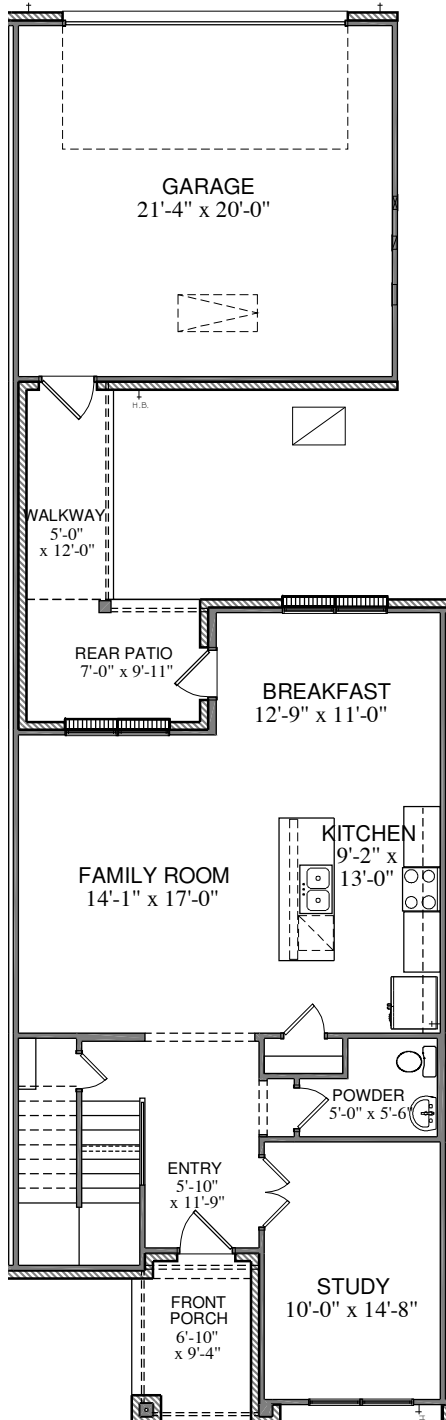 GARAGE
21'-4" x 20'-0"
H.B.
WALKWAY
5'-0"
x 12'-0"
REAR PATIO
7'-0" x 9'-11"
BREAKFAST
12'-9" x 11'-0"
KITCHEN
9'-2" x
13'-0"
FAMILY ROOM
14'-1" x 17'-0"
POWDER
5'-0" x 5'-6"
ENTRY
5'-10"
x 11'-9"
STUDY
10'-0" x 14'-8"
FRONT
PORCH
6'-10"
x 9'-4"